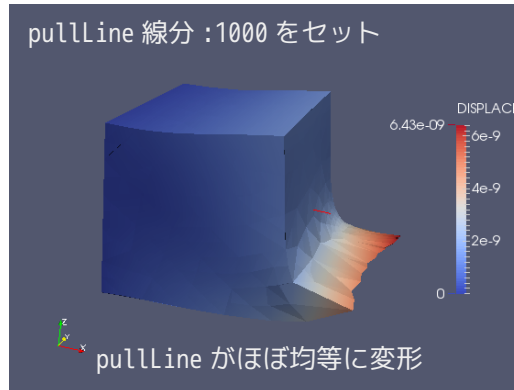 pullLine 線分 :1000 をセット
DISPLAC
6.43e-09
6e-9
4e-9
2e-9
0
Z
Y
X
pullLine がほぼ均等に変形